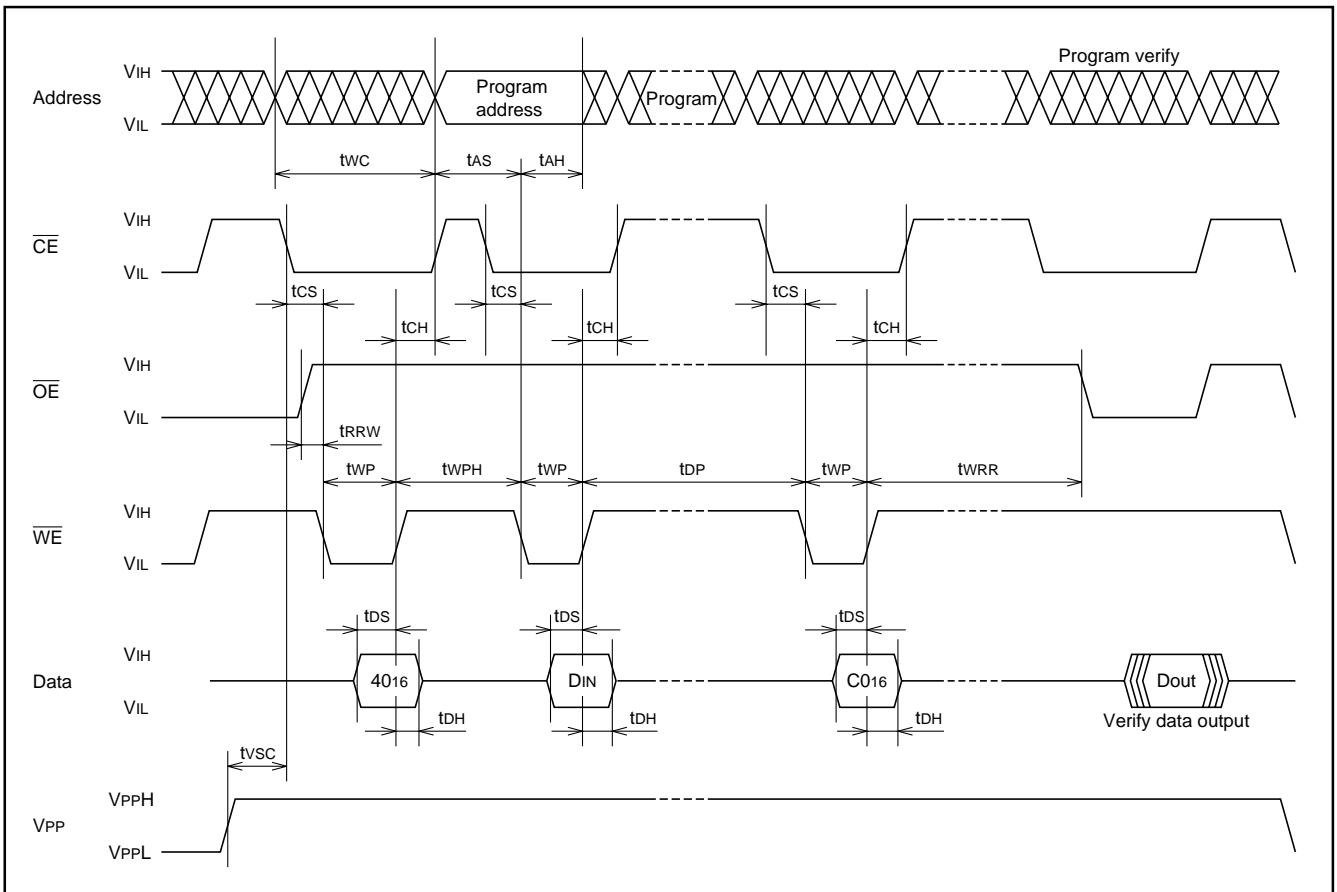 Program verify
VIH
Address
Program
address
Program
VIL
tWC
tAS
tAH
VIH
CE
VIL
tCS
tCS
tCS
tCH
tCH
tCH
VIH
OE
VIL
tRRW
tWP
tWPH
tWP
tDP
tWP
tWRR
VIH
WE
VIL
tDS
tDS
tDS
VIH
Data
4016
DIN
C016
Dout
VIL
tDH
tDH
tDH
Verify data output
tVSC
VPPH
VPP
VPPL